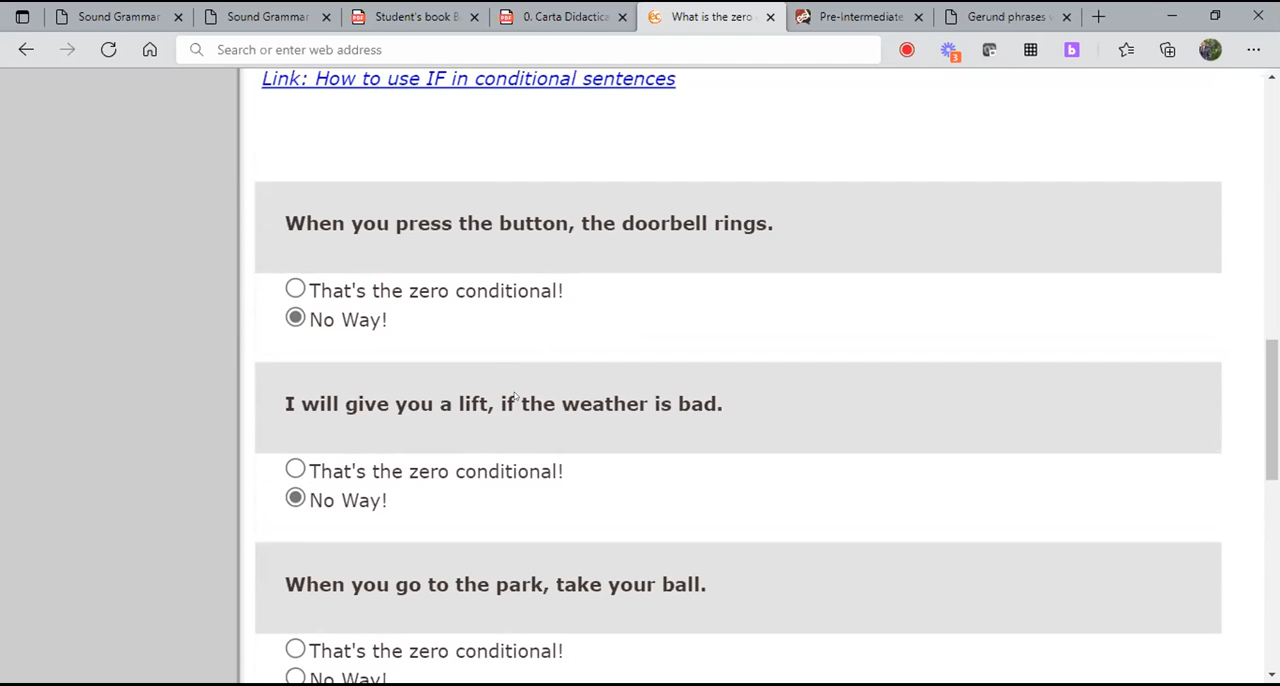 Sound Grammar
Sound Grammar
Student's book B
0. Carta Didactica
What is the zero
Pre-Intermediate
Gerund phrases
Search or enter web address
3
b
Link: How to use IF in conditional sentences
When you press the button, the doorbell rings.
That's the zero conditional!
No Way!
I will give you a lift, if the weather is bad.
That's the zero conditional!
No Way!
When you go to the park, take your ball.
That's the zero conditional!
No Way!